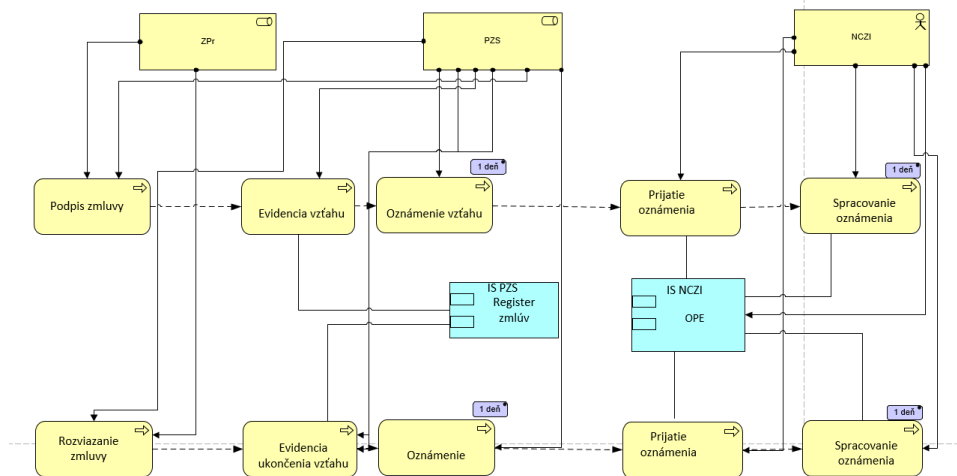 ZPr
PZS
NCZI
1 deň
1 deň
Podpis zmluvy
Evidencia vzťahu
Oznámenie vzťahu
Prijatie
oznámenia
Spracovanie
oznámenia
IS PZS
Register
zmlúv
IS NCZI
OPE
1 deň
1 deň
Rozviazanie
zmluvy
Evidencia
ukončenia vzťahu
Oznámenie
Prijatie
oznámenia
Spracovanie
oznámenia